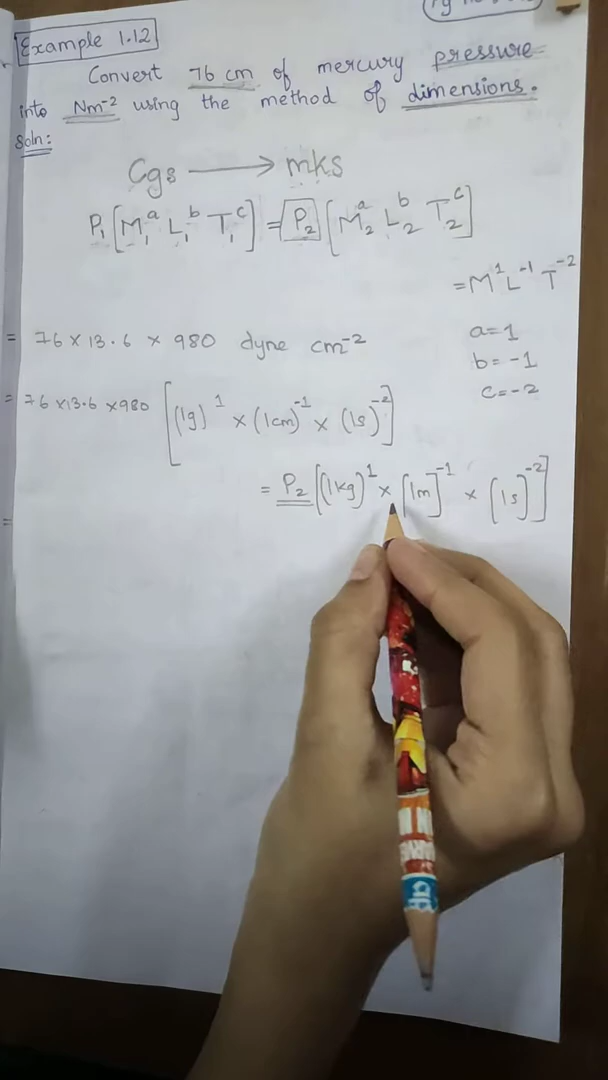 Example 1.12
Convert 76 cm of mercury pressure
into Nm⁻² using the method of dimensions.
Soln:
Cgs ⟶ mks
P₁[M₁ᵃ L₁ᵇ T₁ᶜ] = P₂ [M₂ᵃ L₂ᵇ T₂ᶜ]
= M¹ L⁻¹ T⁻²
a = 1
b = -1
c = -2
= 76 × 13.6 × 980 dyne cm⁻²
= 76 × 13.6 × 980 [(1g)¹ × (1cm)⁻¹ × (1s)⁻²]
= P₂ [(1kg)¹ × [1m]⁻¹ × [1s]⁻²]
=